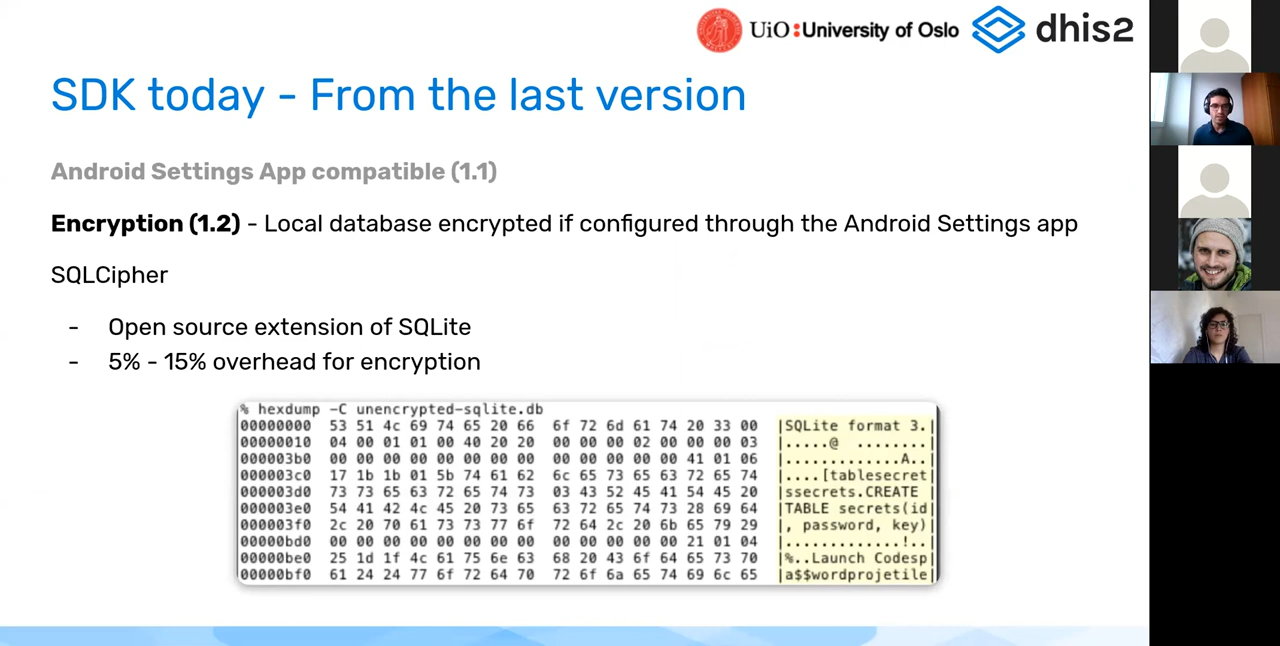 UiO:University of Oslo dhis2
SDK today - From the last version
Android Settings App compatible (1.1)
Encryption (1.2) - Local database encrypted if configured through the Android Settings app
SQLCipher
- Open source extension of SQLite
- 5% - 15% overhead for encryption
% hexdump -C unencrypted-sqlite.db
00000000 53 51 4c 69 74 65 20 66 6f 72 6d 61 74 20 33 00 |SQLite format 3.|
00000010 04 00 01 01 00 40 20 20 00 00 00 02 00 00 00 03 |.....@ ........|
000003b0 00 00 00 00 00 00 00 00 00 00 00 00 00 41 01 06 |.............A..|
000003c0 17 1b 1b 01 5b 74 61 62 6c 65 73 65 63 72 65 74 |....[tablesecret|
000003d0 73 73 65 63 72 65 74 73 03 43 52 45 41 54 45 20 |ssecrets.CREATE |
000003e0 54 41 42 4c 45 20 73 65 63 72 65 74 73 28 69 64 |TABLE secrets(id|
000003f0 2c 20 70 61 73 73 77 6f 72 64 2c 20 6b 65 79 29 |, password, key)|
00000bd0 00 00 00 00 00 00 00 00 00 00 00 00 00 21 01 04 |.............!..|
00000be0 25 1d 1f 4c 61 75 6e 63 68 20 43 6f 64 65 73 70 |%..Launch Codesp|
00000bf0 61 24 24 77 6f 72 64 70 72 6f 6a 65 74 69 6c 65 |a$$wordprojetile|